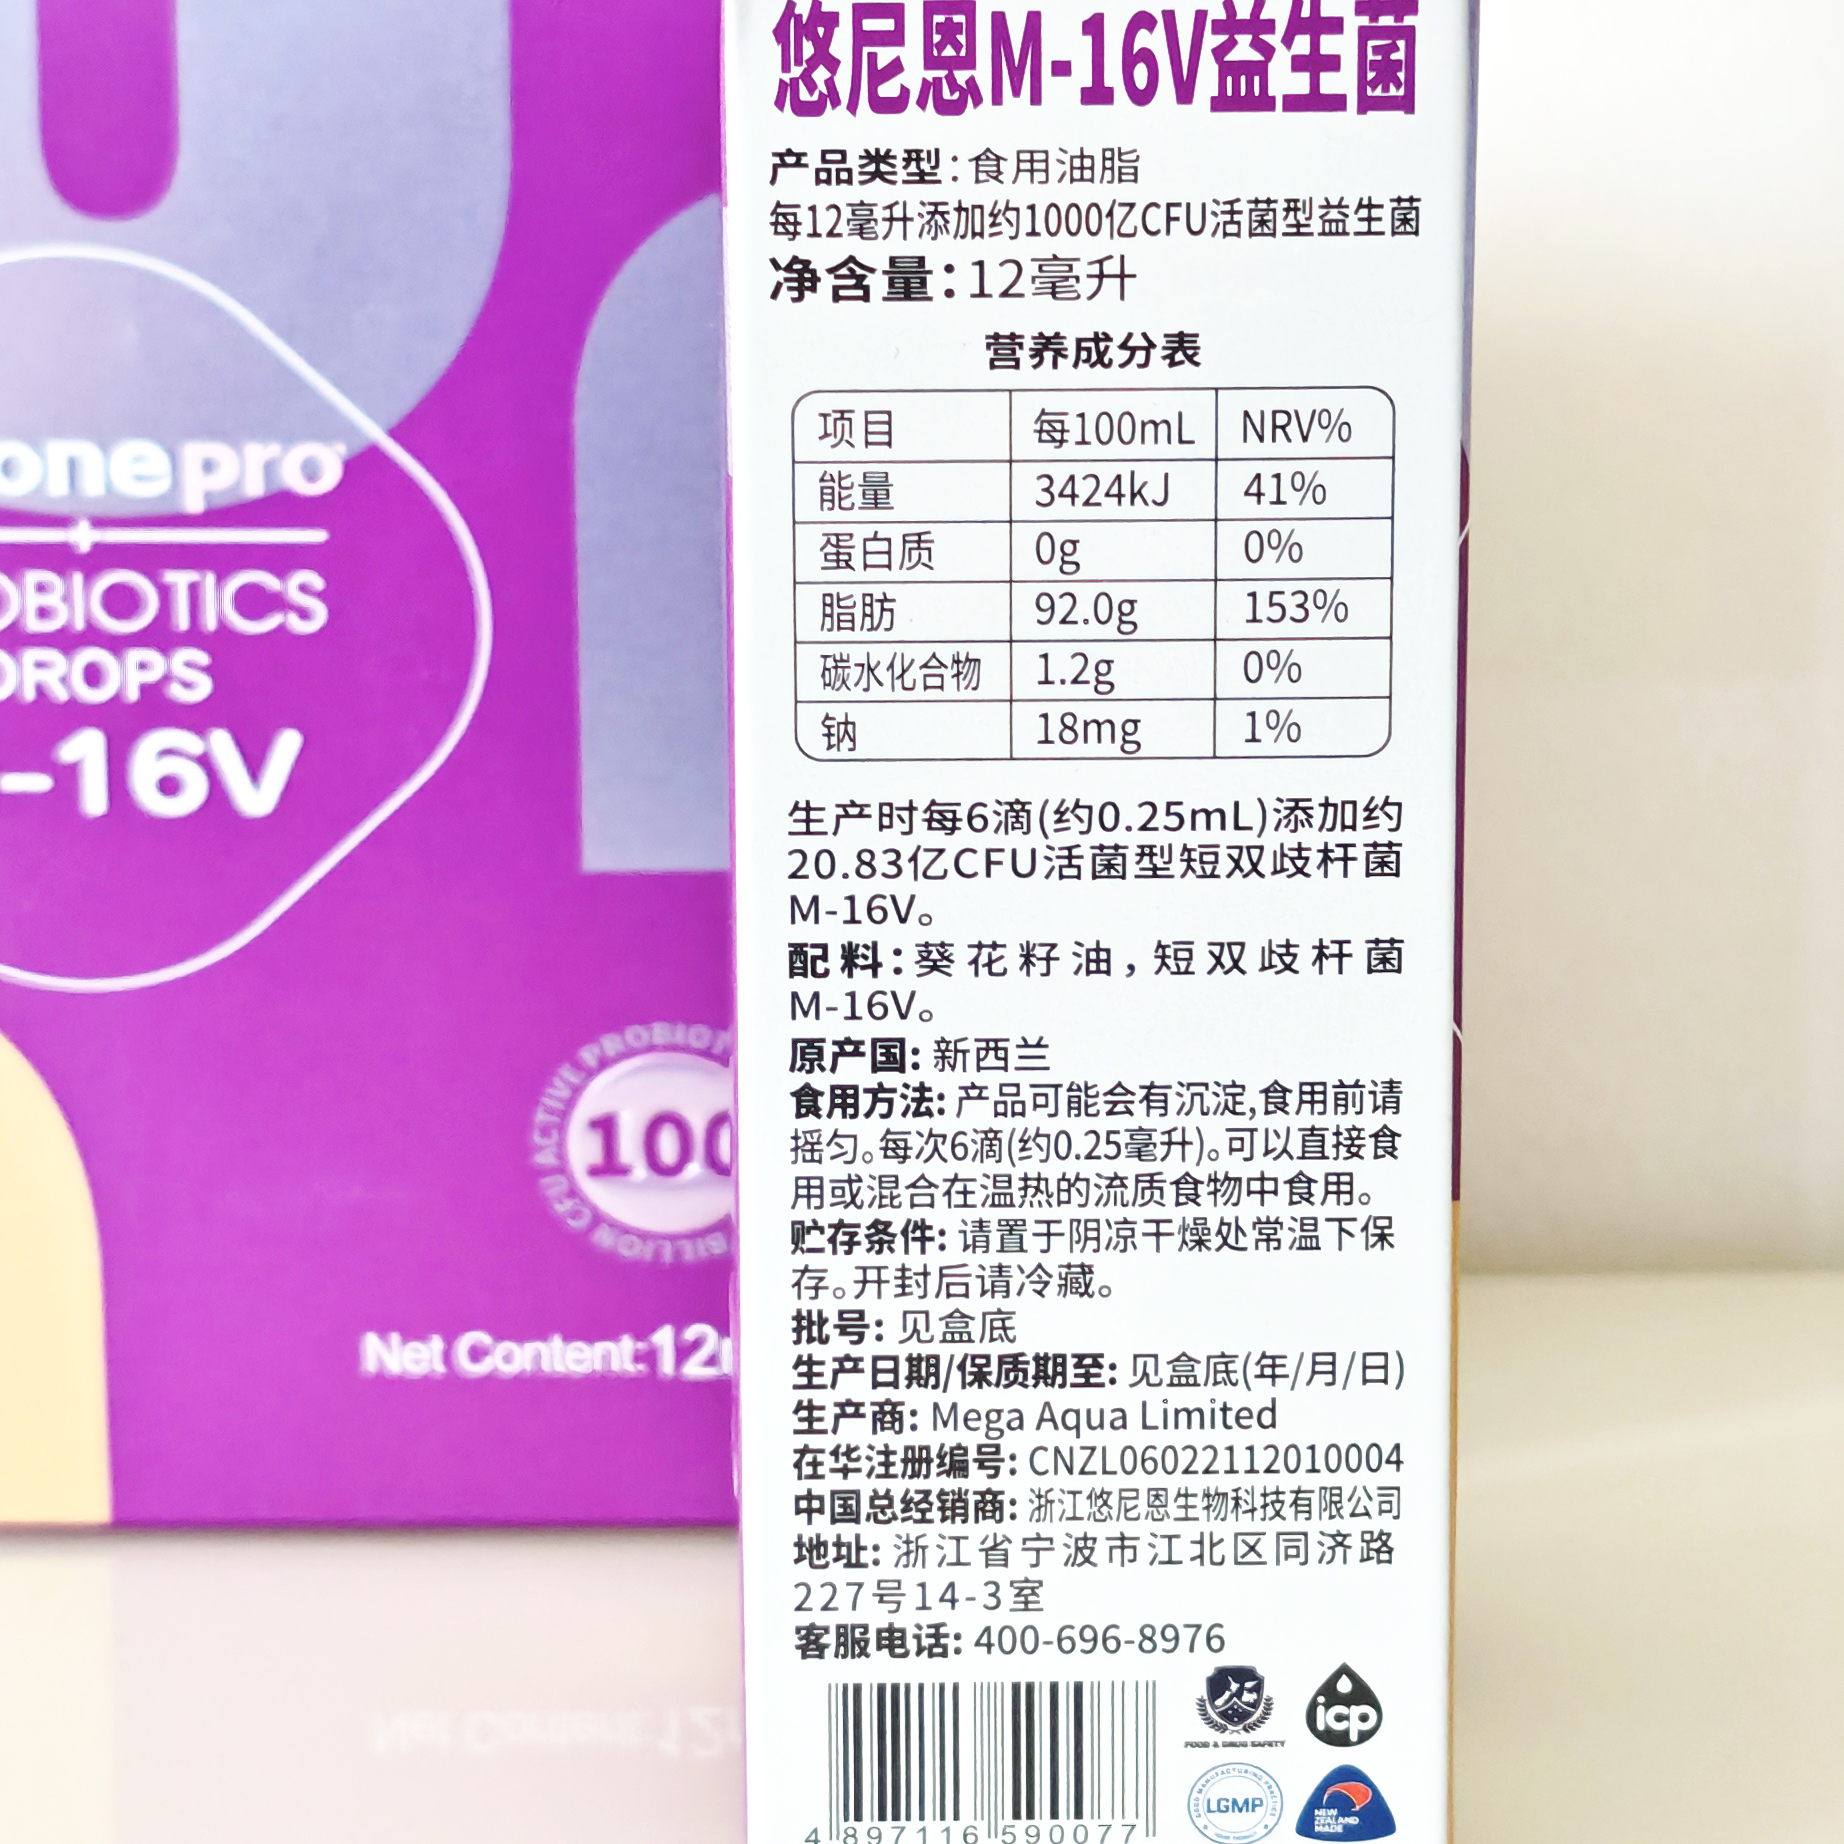 悠尼恩M-16V益生菌
产品类型:食用油脂
每12毫升添加约1000亿CFU活菌型益生菌
净含量:12毫升
营养成分表
项目 每100mL NRV%
能量 3424kJ 41%
蛋白质 0g 0%
脂肪 92.0g 153%
碳水化合物 1.2g 0%
钠 18mg 1%
生产时每6滴(约0.25mL)添加约
20.83亿CFU活菌型短双歧杆菌
M-16V。
配料:葵花籽油,短双歧杆菌
M-16V。
原产国:新西兰
食用方法:产品可能会有沉淀,食用前请
摇匀。每次6滴(约0.25毫升)。可以直接食
用或混合在温热的流质食物中食用。
贮存条件:请置于阴凉干燥处常温下保
存。开封后请冷藏。
批号:见盒底
生产日期/保质期至:见盒底(年/月/日)
生产商:Mega Aqua Limited
在华注册编号:CNZL06022112010004
中国总经销商:浙江悠尼恩生物科技有限公司
地址:浙江省宁波市江北区同济路
227号14-3室
客服电话:400-696-8976
4 897116 590077
FOOD & DRUG SAFETY
icp
GOOD MANUFACTURING PRACTICE
LGMP
NEW
ZEALAND
MADE
onepro
OBIOTICS
DROPS
-16V
BILLION CFU ACTIVE PROBIOT
100
Net Content:12